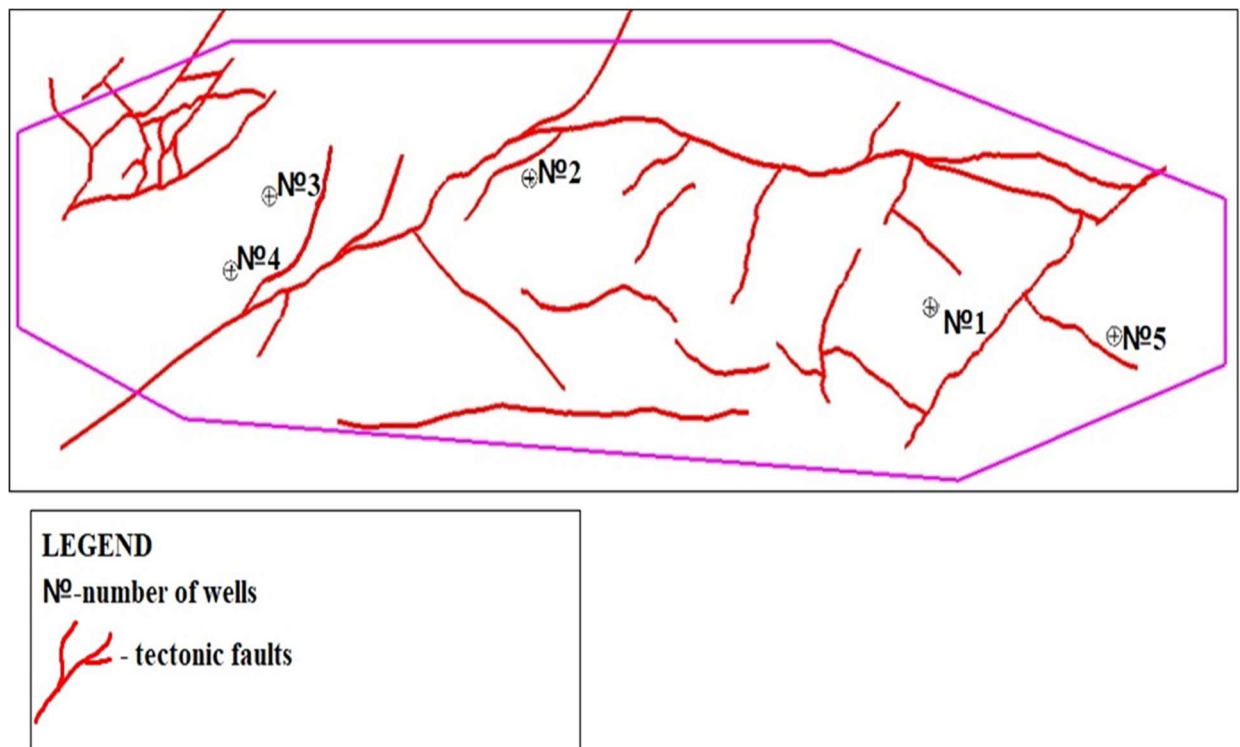 №2
№3
№4
№1
№5
LEGEND
№-number of wells
- tectonic faults